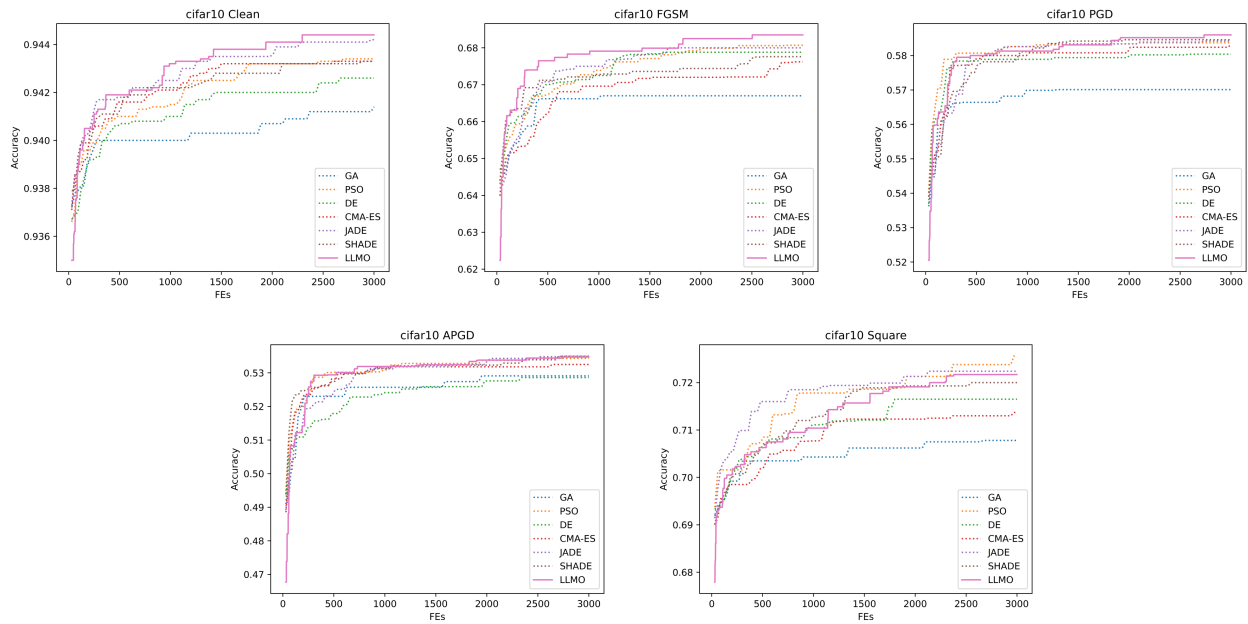 cifar10 Clean
Accuracy
0.944
0.942
0.940
0.938
0.936
0
500
1000
1500
2000
2500
3000
FEs
GA
PSO
DE
CMA-ES
JADE
SHADE
LLMO
cifar10 FGSM
Accuracy
0.68
0.67
0.66
0.65
0.64
0.63
0.62
0
500
1000
1500
2000
2500
3000
FEs
GA
PSO
DE
CMA-ES
JADE
SHADE
LLMO
cifar10 PGD
Accuracy
0.58
0.57
0.56
0.55
0.54
0.53
0.52
0
500
1000
1500
2000
2500
3000
FEs
GA
PSO
DE
CMA-ES
JADE
SHADE
LLMO
cifar10 APGD
Accuracy
0.53
0.52
0.51
0.50
0.49
0.48
0.47
0
500
1000
1500
2000
2500
3000
FEs
GA
PSO
DE
CMA-ES
JADE
SHADE
LLMO
cifar10 Square
Accuracy
0.72
0.71
0.70
0.69
0.68
0
500
1000
1500
2000
2500
3000
FEs
GA
PSO
DE
CMA-ES
JADE
SHADE
LLMO